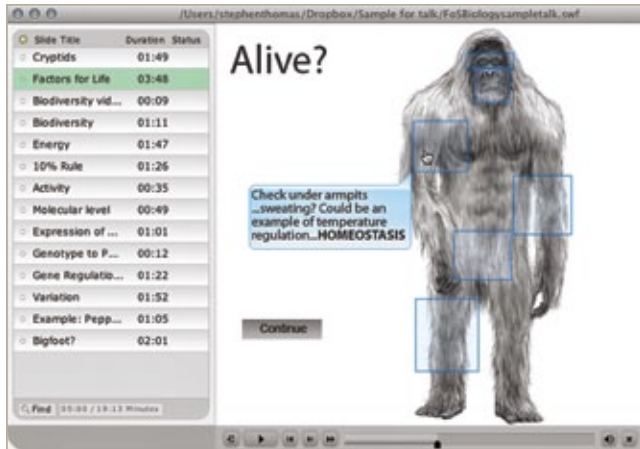 /Users/stephenthomas/Dropbox/Sample for talk/FoSBiologysampletalk.swf
Slide Title Duration Status
Cryptids 01:49
Factors for Life 03:48
Biodiversity vid... 00:09
Biodiversity 01:11
Energy 01:47
10% Rule 01:26
Activity 00:35
Molecular level 00:49
Expression of ... 01:01
Genotype to P... 00:12
Gene Regulatio... 01:22
Variation 01:52
Example: Pepp... 01:05
Bigfoot? 02:01
Find 00:00 / 19:13 Minutes
Alive?
Check under armpits
...sweating? Could be an
example of temperature
regulation...HOMEOSTASIS
Continue